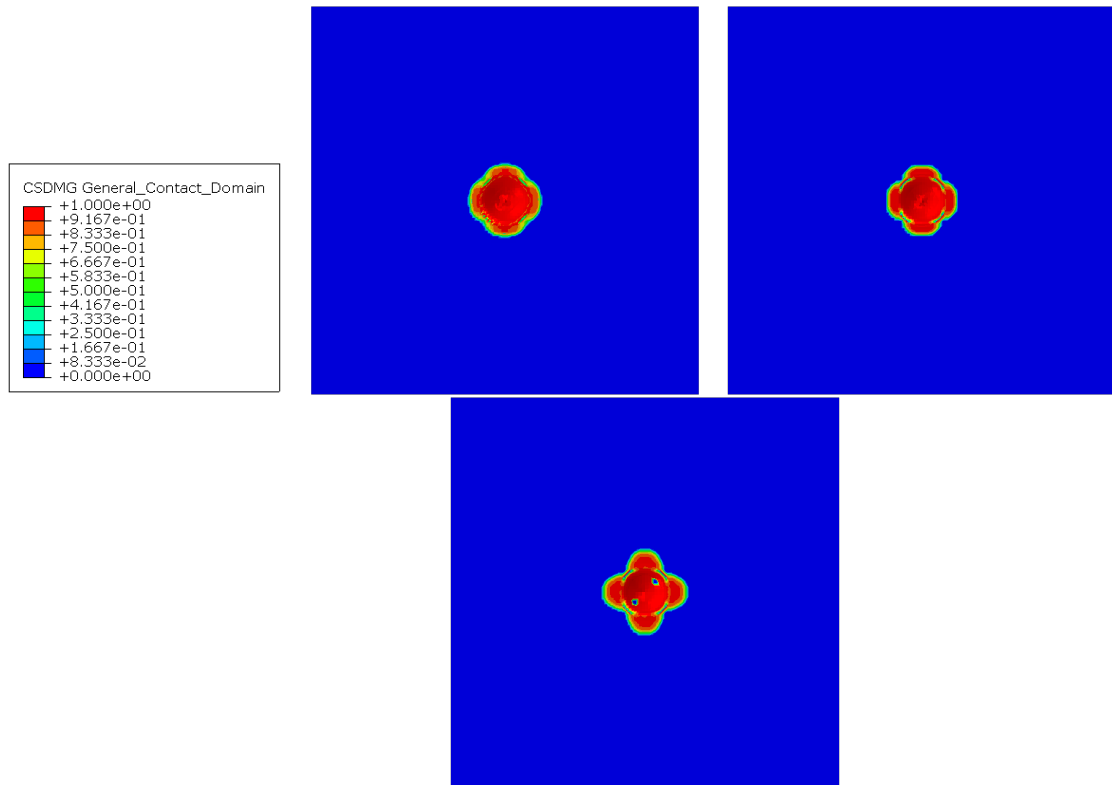 CSDMG General_Contact_Domain
+1.000e+00
+9.167e-01
+8.333e-01
+7.500e-01
+6.667e-01
+5.833e-01
+5.000e-01
+4.167e-01
+3.333e-01
+2.500e-01
+1.667e-01
+8.333e-02
+0.000e+00